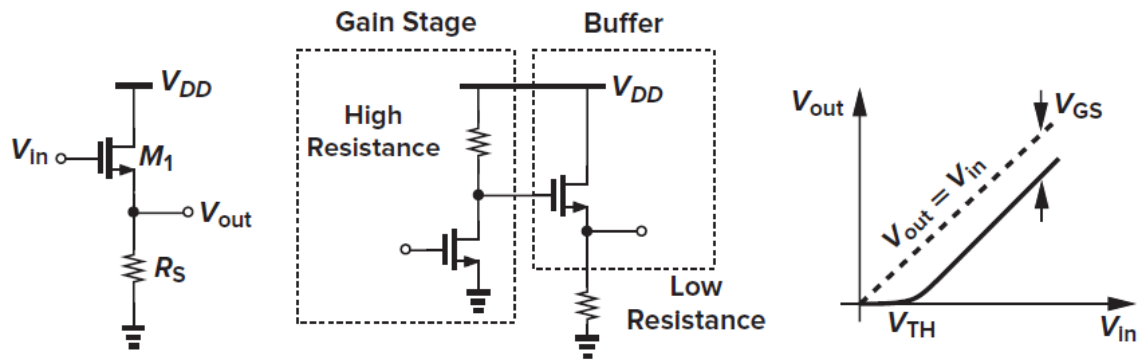 V_DD
V_in
M_1
V_out
R_S
Gain Stage
Buffer
V_DD
High
Resistance
Low
Resistance
V_out
V_GS
V_out = V_in
V_TH
V_in